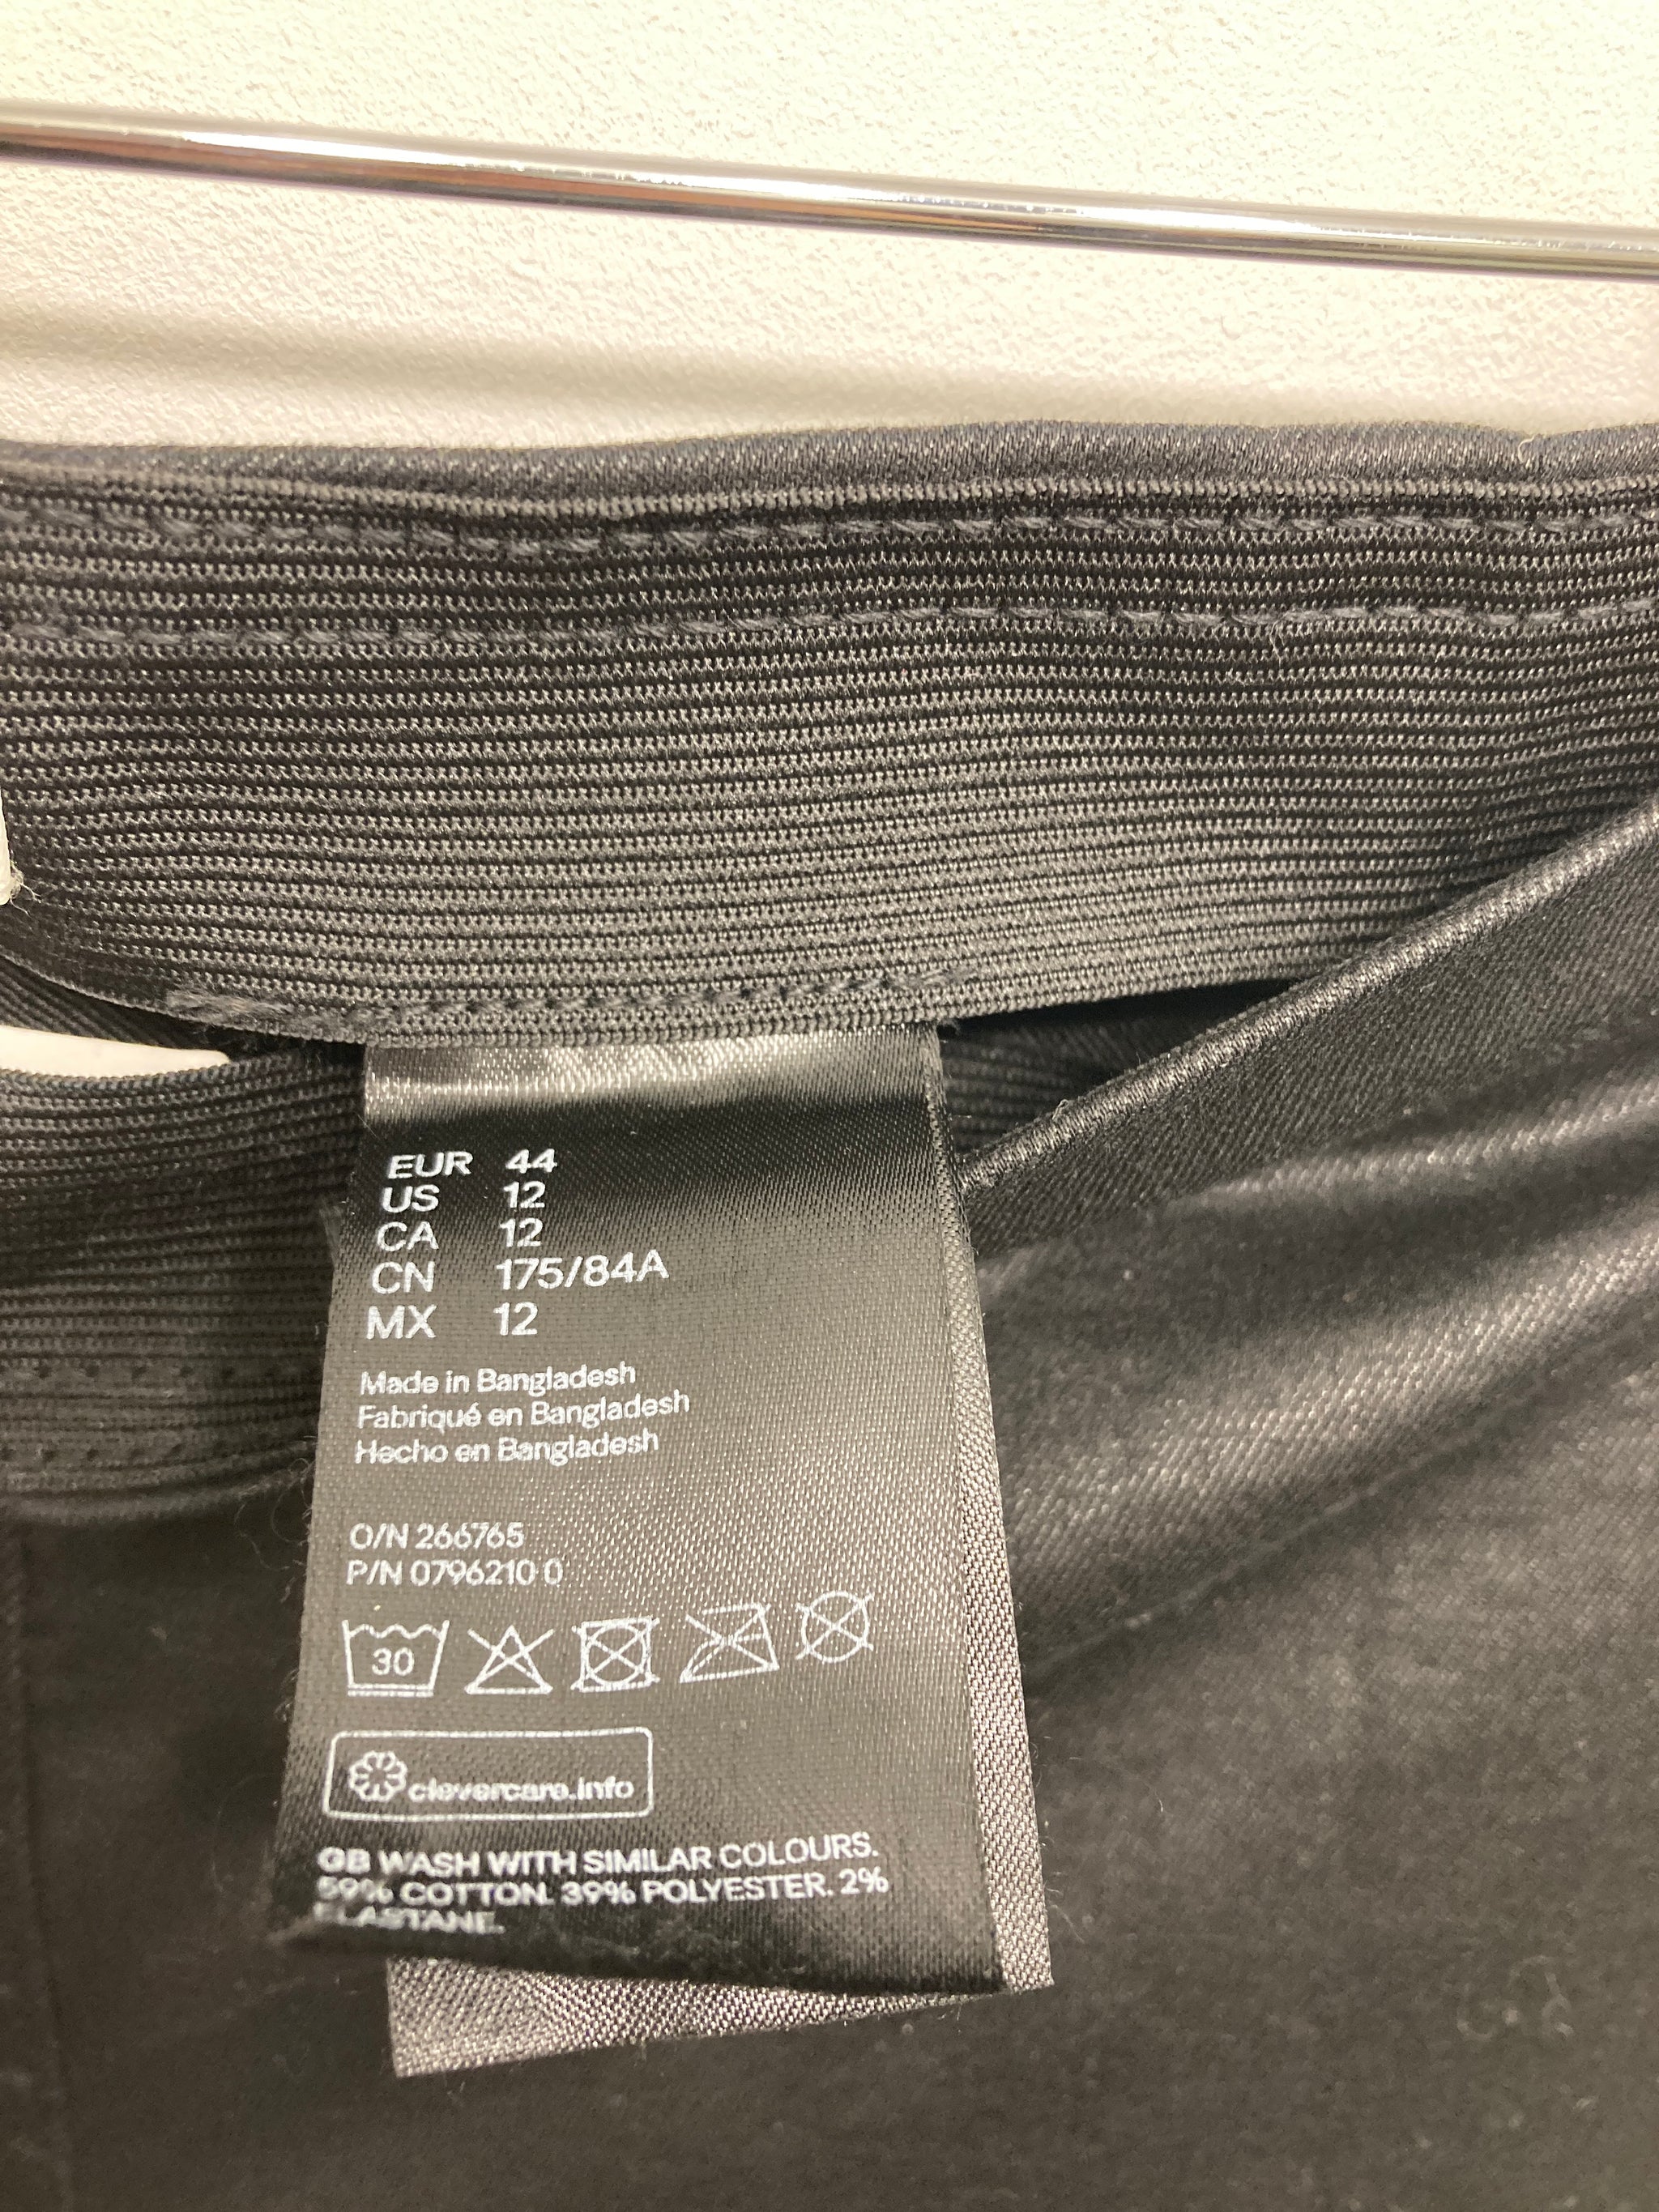 EUR 44
US 12
CA 12
CN 175/84A
MX 12
Made in Bangladesh
Fabriqué en Bangladesh
Hecho en Bangladesh
O/N 266765
P/N 0796210 0
30
clevercare.info
GB WASH WITH SIMILAR COLOURS.
59% COTTON. 39% POLYESTER. 2%
ELASTANE.